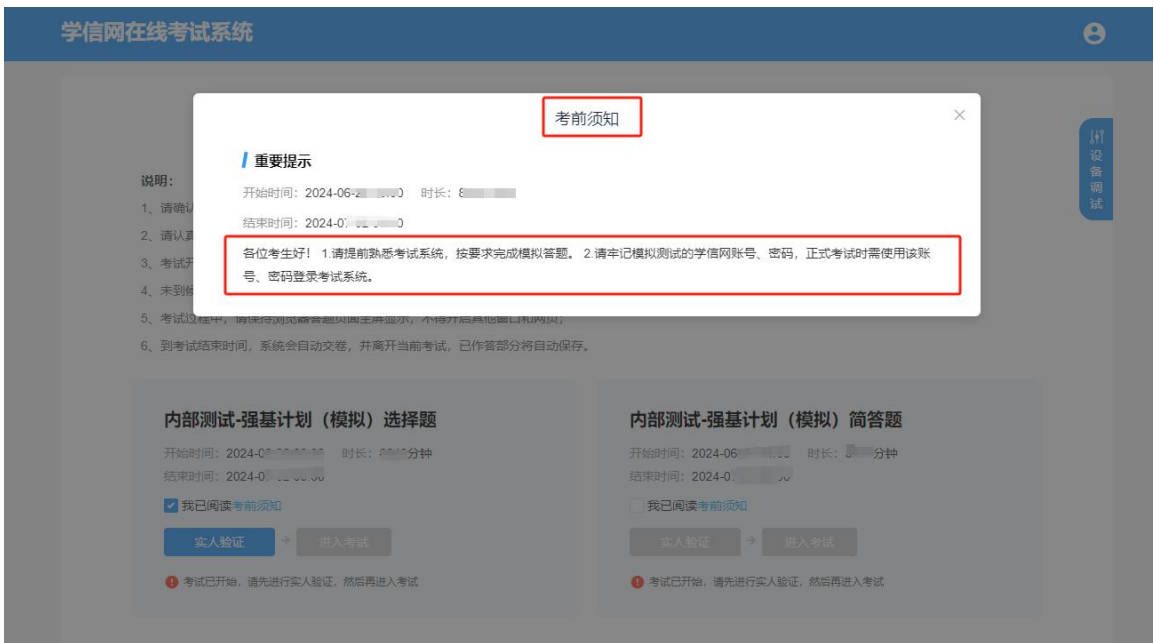 学信网在线考试系统
考前须知
重要提示
开始时间：2024-06-2 时长：
结束时间：2024-0
各位考生好！ 1.请提前熟悉考试系统，按要求完成模拟答题。 2.请牢记模拟测试的学信网账号、密码，正式考试时需使用该账
号、密码登录考试系统。
设备调试
说明：
1、请确认
2、请认真
3、考试开
4、未到候
5、考试过程中，请保持浏览器答题页面全屏显示，不得开启其他窗口和网页；
6、到考试结束时间，系统会自动交卷，并离开当前考试，已作答部分将自动保存。
内部测试-强基计划（模拟）选择题
开始时间：2024-0 时长： 分钟
结束时间：2024-0
我已阅读考前须知
实人验证 → 进入考试
考试已开始，请先进行实人验证，然后再进入考试
内部测试-强基计划（模拟）简答题
开始时间：2024-06 时长： 分钟
结束时间：2024-0
我已阅读考前须知
实人验证 → 进入考试
考试已开始，请先进行实人验证，然后再进入考试